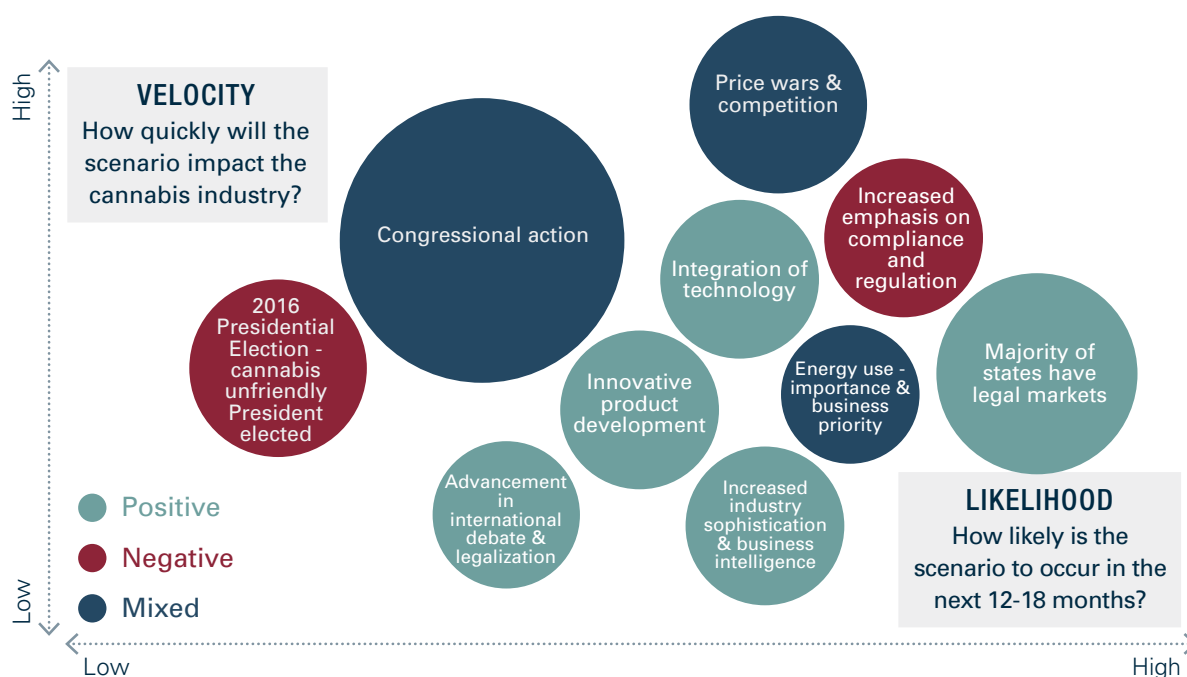 High
VELOCITY
How quickly will the
scenario impact the
cannabis industry?
Price wars &
competition
Congressional action
Increased
emphasis on
compliance
and
regulation
Integration of
technology
2016
Presidential
Election -
cannabis
unfriendly
President
elected
Majority of
states have
legal markets
Energy use -
importance &
business
priority
Innovative
product
development
Advancement
in
international
debate &
legalization
Increased
industry
sophistication
& business
intelligence
Positive
Negative
Mixed
LIKELIHOOD
How likely is the
scenario to occur in the
next 12-18 months?
Low
Low
High